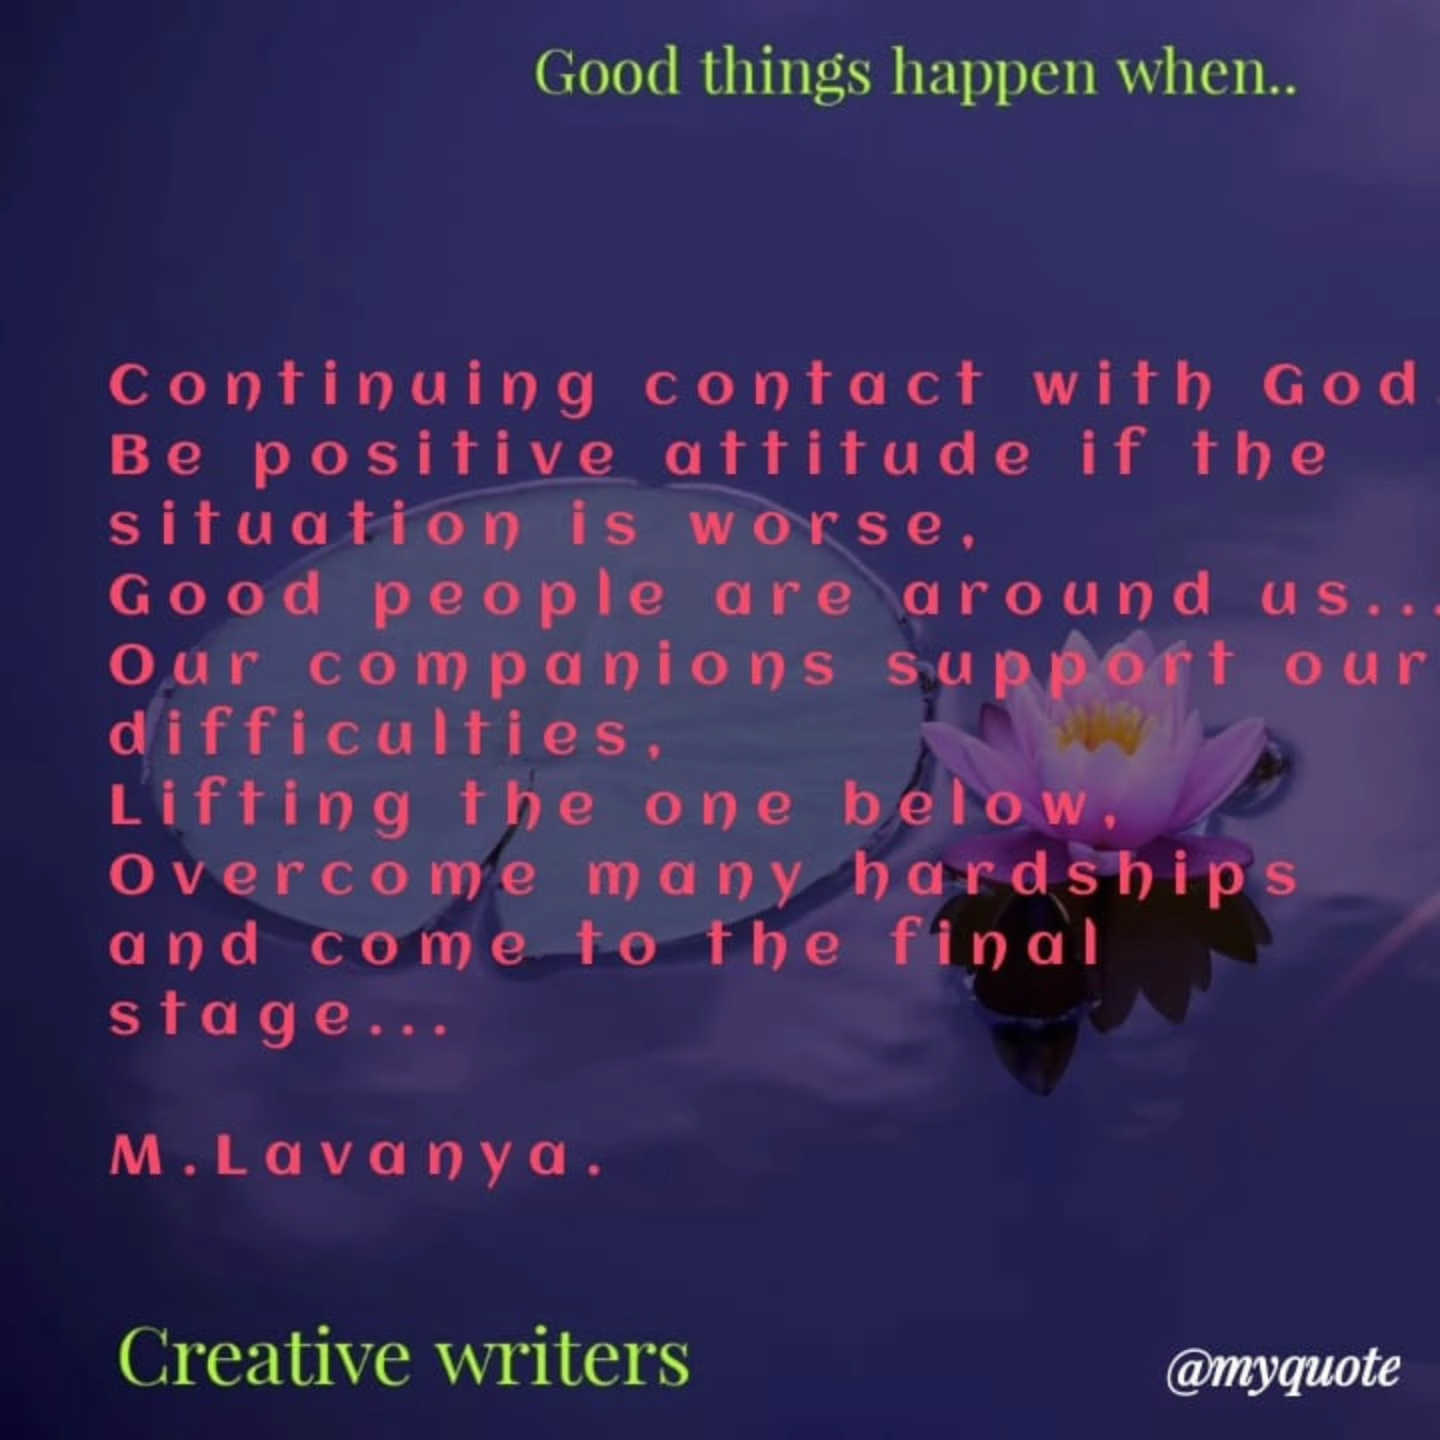 Good things happen when..
Continuing contact with God.
Be positive attitude if the
situation is worse,
Good people are around us...
Our companions support our
difficulties,
Lifting the one below,
Overcome many hardships
and come to the final
stage...
M.Lavanya.
Creative writers
@myquote